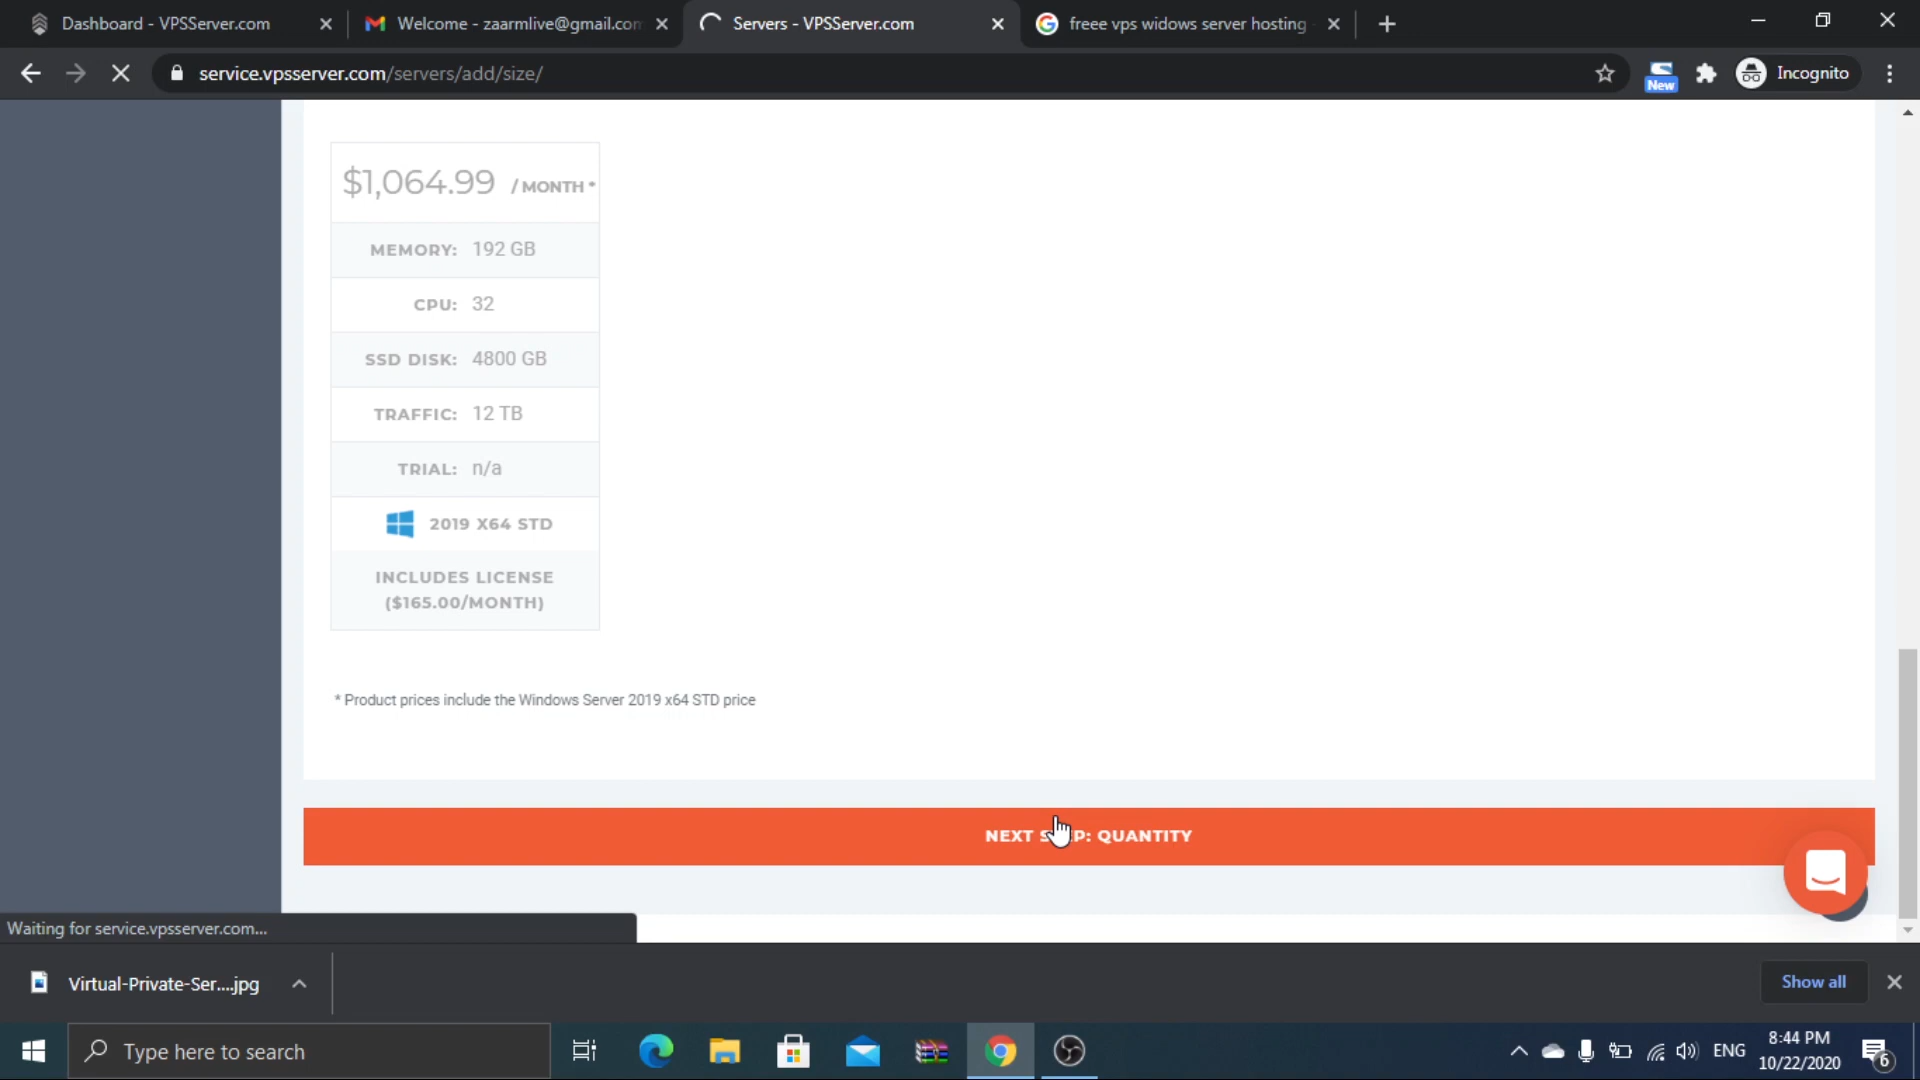 Dashboard - VPSServer.com
Welcome - zaarmlive@gmail.com
Servers - VPSServer.com
freee vps widows server hosting
service.vpsserver.com/servers/add/size/
New
Incognito
$1,064.99 / MONTH *
MEMORY: 192 GB
CPU: 32
SSD DISK: 4800 GB
TRAFFIC: 12 TB
TRIAL: n/a
2019 X64 STD
INCLUDES LICENSE
($165.00/MONTH)
* Product prices include the Windows Server 2019 x64 STD price
NEXT STEP: QUANTITY
Waiting for service.vpsserver.com...
Virtual-Private-Ser....jpg
Show all
Type here to search
ENG
8:44 PM
10/22/2020
6